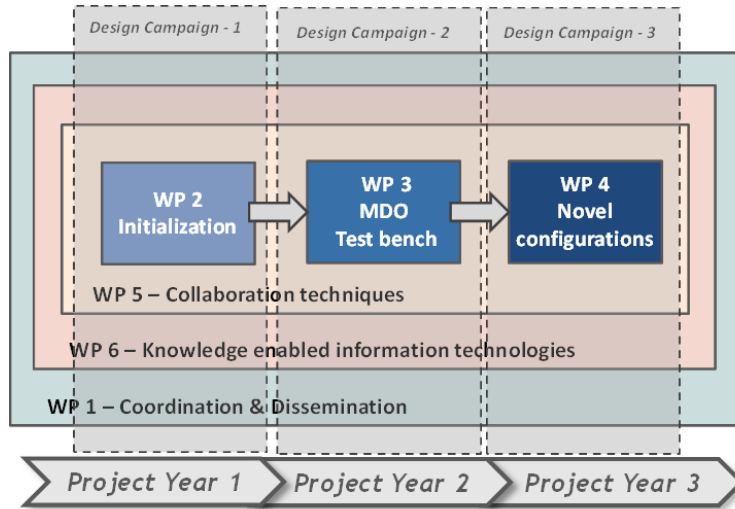 Design Campaign - 1
Design Campaign - 2
Design Campaign - 3
WP 2
Initialization
WP 3
MDO
Test bench
WP 4
Novel
configurations
WP 5 – Collaboration techniques
WP 6 – Knowledge enabled information technologies
WP 1 – Coordination & Dissemination
Project Year 1
Project Year 2
Project Year 3